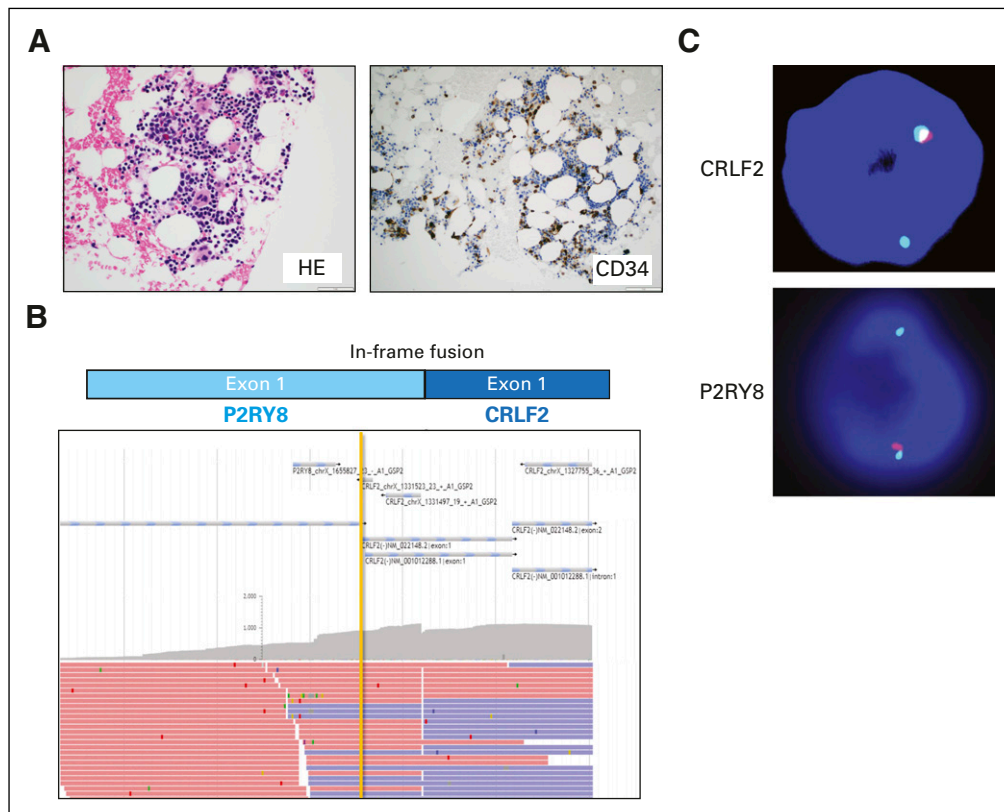 A
HE
CD34
B
In-frame fusion
Exon 1 Exon 1
P2RY8 CRLF2
P2RY8_chrX_1655827_23_-_A1_GSP2
CRLF2_chrX_1327755_36_+_A1_GSP2
CRLF2_chrX_1331523_23_+_A1_GSP2
CRLF2_chrX_1331497_19_+_A1_GSP2
CRLF2(-)NM_022148.2|exon:2
CRLF2(-)NM_022148.2|exon:1
CRLF2(-)NM_001012288.1|exon:1
CRLF2(-)NM_001012288.1|intron:1
2,000
1,000
0
C
CRLF2
P2RY8